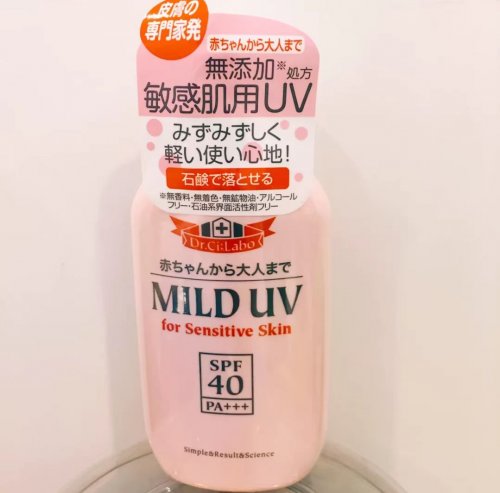 皮膚の
専門家発
赤ちゃんから大人まで
無添加※処方
敏感肌用UV
みずみずしく
軽い使い心地!
石鹸で落とせる
※無香料・無着色・無鉱物油・アルコール
フリー・石油系界面活性剤フリー
Dr.Ci:Labo
赤ちゃんから大人まで
MILD UV
for Sensitive Skin
SPF
40
PA+++
Simple&Result&Science